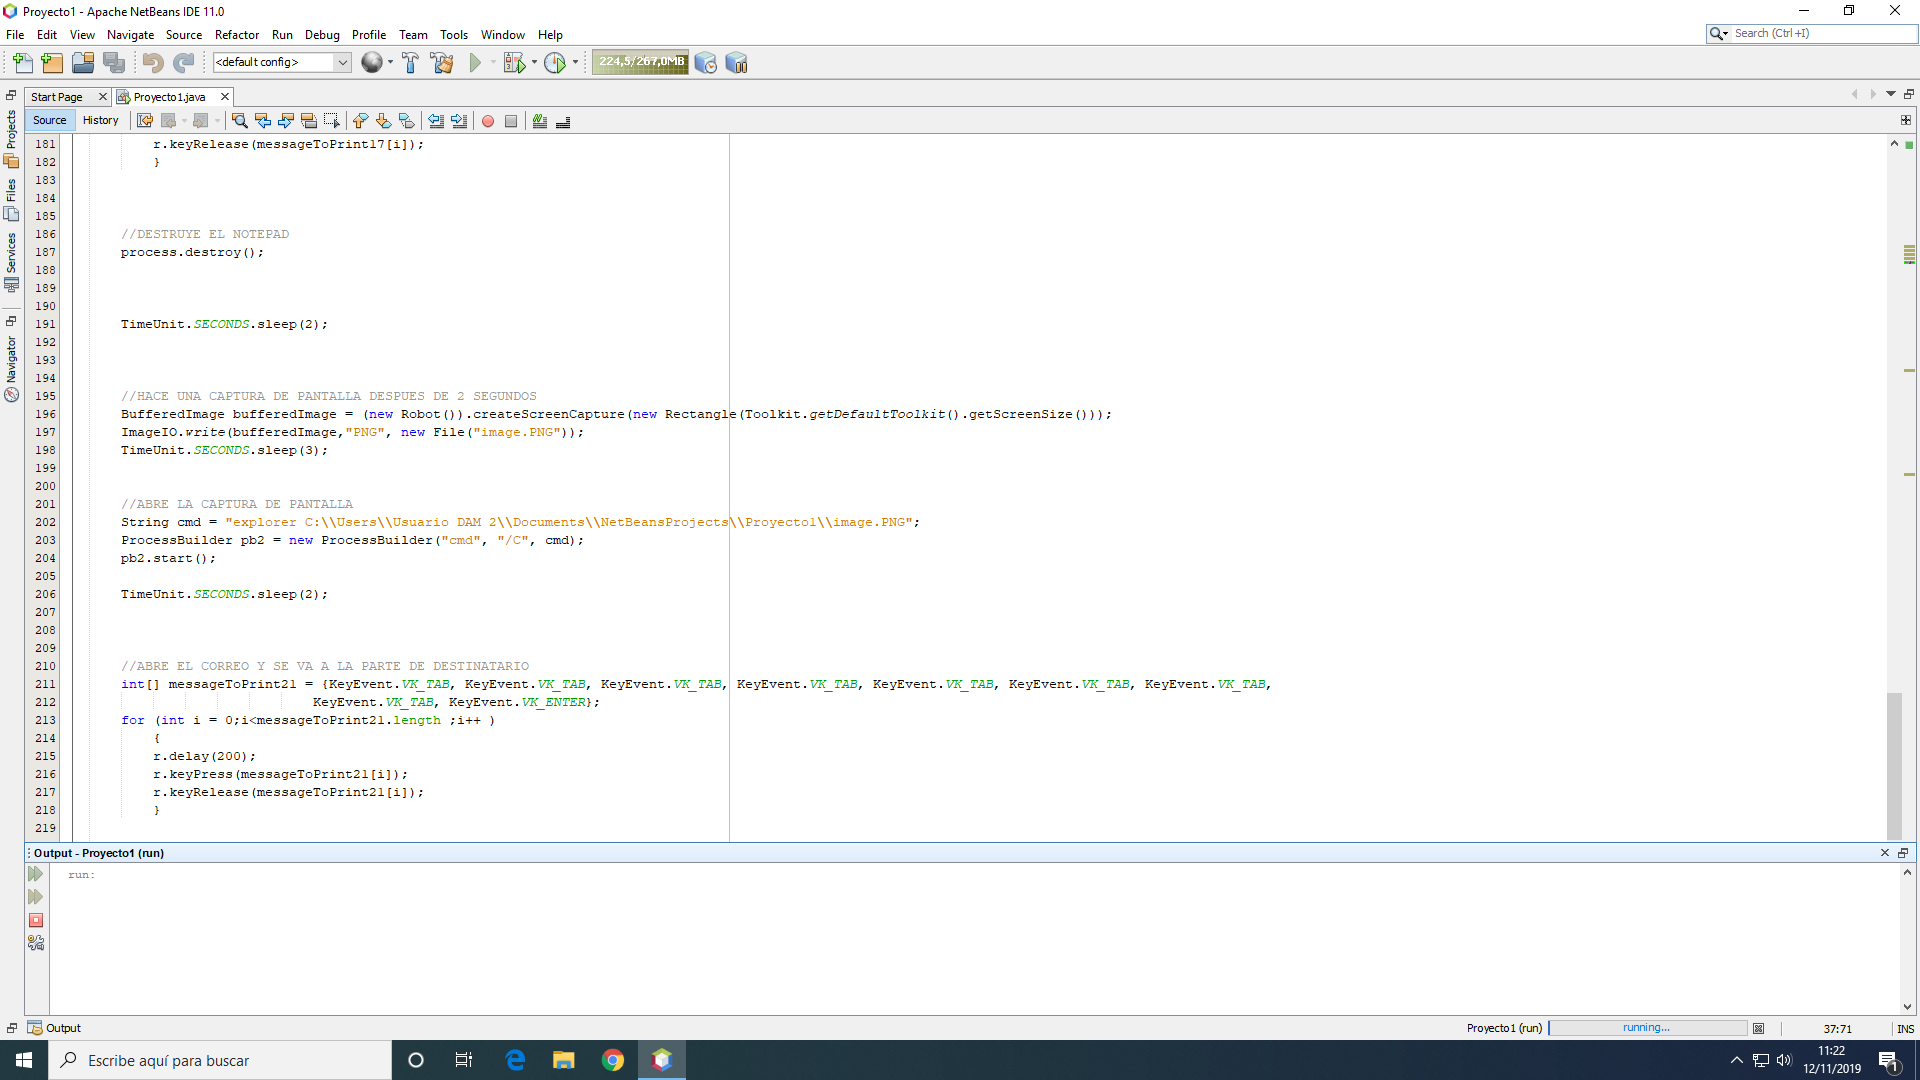 Proyecto1 - Apache NetBeans IDE 11.0
File Edit View Navigate Source Refactor Run Debug Profile Team Tools Window Help
Search (Ctrl+I)
<default config>
224,5/267,0MB
Start Page
Proyecto1.java
Source History
Projects
Files
Services
Navigator
181 r.keyRelease(messageToPrint17[i]);
182 }
183
184
185
186 //DESTRUYE EL NOTEPAD
187 process.destroy();
188
189
190
191 TimeUnit.SECONDS.sleep(2);
192
193
194
195 //HACE UNA CAPTURA DE PANTALLA DESPUES DE 2 SEGUNDOS
196 BufferedImage bufferedImage = (new Robot()).createScreenCapture(new Rectangle(Toolkit.getDefaultToolkit().getScreenSize()));
197 ImageIO.write(bufferedImage,"PNG", new File("image.PNG"));
198 TimeUnit.SECONDS.sleep(3);
199
200
201 //ABRE LA CAPTURA DE PANTALLA
202 String cmd = "explorer C:\\Users\\Usuario DAM 2\\Documents\\NetBeansProjects\\Proyecto1\\image.PNG";
203 ProcessBuilder pb2 = new ProcessBuilder("cmd", "/C", cmd);
204 pb2.start();
205
206 TimeUnit.SECONDS.sleep(2);
207
208
209
210 //ABRE EL CORREO Y SE VA A LA PARTE DE DESTINATARIO
211 int[] messageToPrint21 = {KeyEvent.VK_TAB, KeyEvent.VK_TAB, KeyEvent.VK_TAB, KeyEvent.VK_TAB, KeyEvent.VK_TAB, KeyEvent.VK_TAB, KeyEvent.VK_TAB,
212 KeyEvent.VK_TAB, KeyEvent.VK_ENTER};
213 for (int i = 0;i<messageToPrint21.length ;i++ )
214 {
215 r.delay(200);
216 r.keyPress(messageToPrint21[i]);
217 r.keyRelease(messageToPrint21[i]);
218 }
219
Output - Proyecto1 (run)
run:
Output
Proyecto1 (run) running... 37:71 INS
Escribe aquí para buscar
11:22
12/11/2019
1